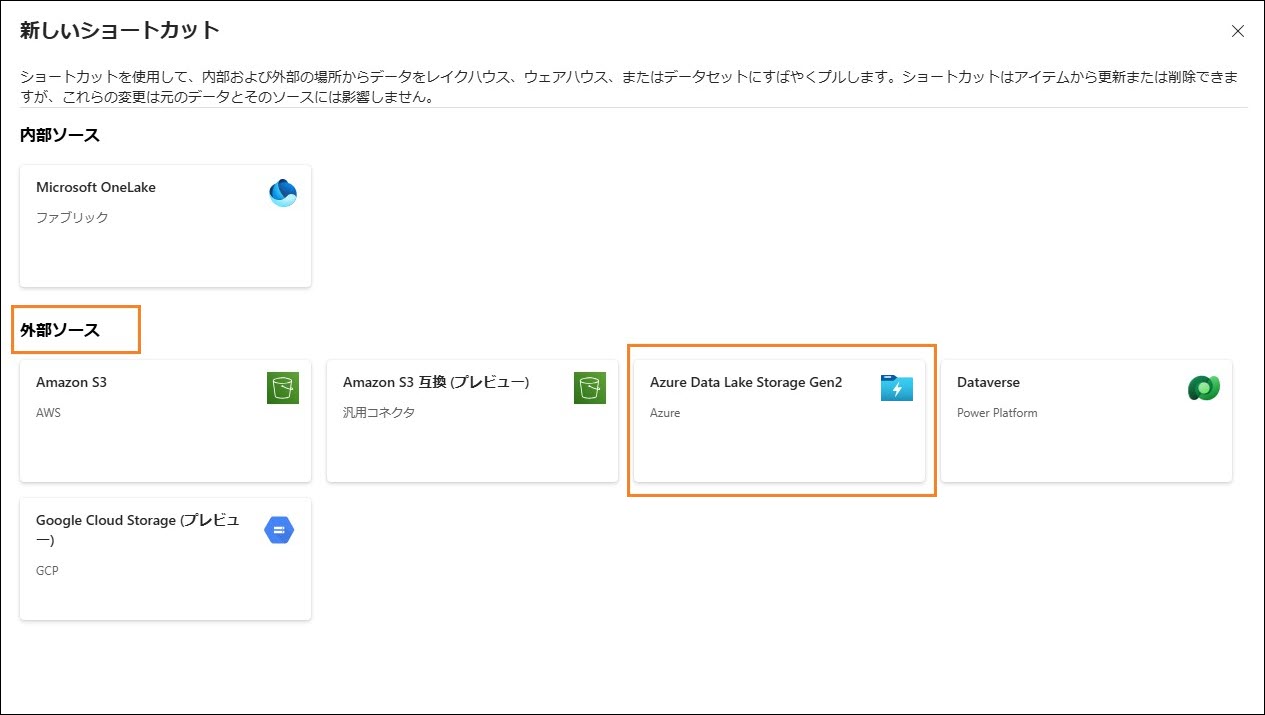 新しいショートカット
ショートカットを使用して、内部および外部の場所からデータをレイクハウス、ウェアハウス、またはデータセットにすばやくプルします。ショートカットはアイテムから更新または削除できま
すが、これらの変更は元のデータとそのソースには影響しません。
内部ソース
Microsoft OneLake
ファブリック
外部ソース
Amazon S3
AWS
Amazon S3 互換 (プレビュー)
汎用コネクタ
Azure Data Lake Storage Gen2
Azure
Dataverse
Power Platform
Google Cloud Storage (プレビュ
ー)
GCP